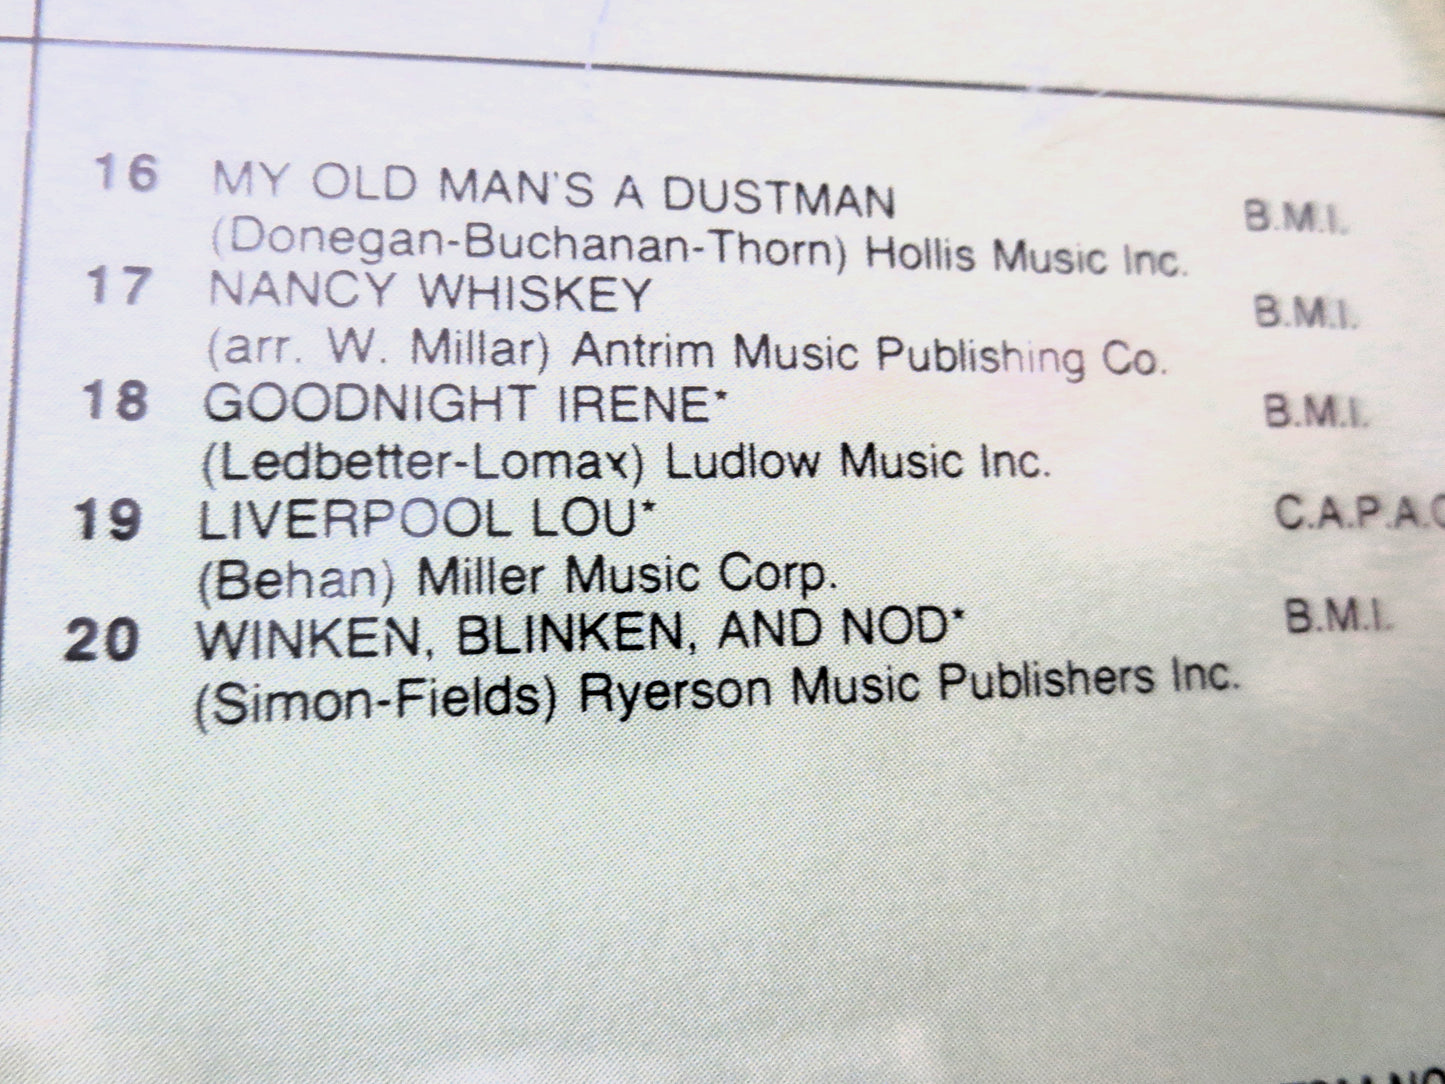 16 MY OLD MAN'S A DUSTMAN B.M.I.
(Donegan-Buchanan-Thorn) Hollis Music Inc.
17 NANCY WHISKEY B.M.I.
(arr. W. Millar) Antrim Music Publishing Co.
18 GOODNIGHT IRENE* B.M.I.
(Ledbetter-Lomax) Ludlow Music Inc.
19 LIVERPOOL LOU* C.A.P.A.C
(Behan) Miller Music Corp.
20 WINKEN, BLINKEN, AND NOD* B.M.I.
(Simon-Fields) Ryerson Music Publishers Inc.